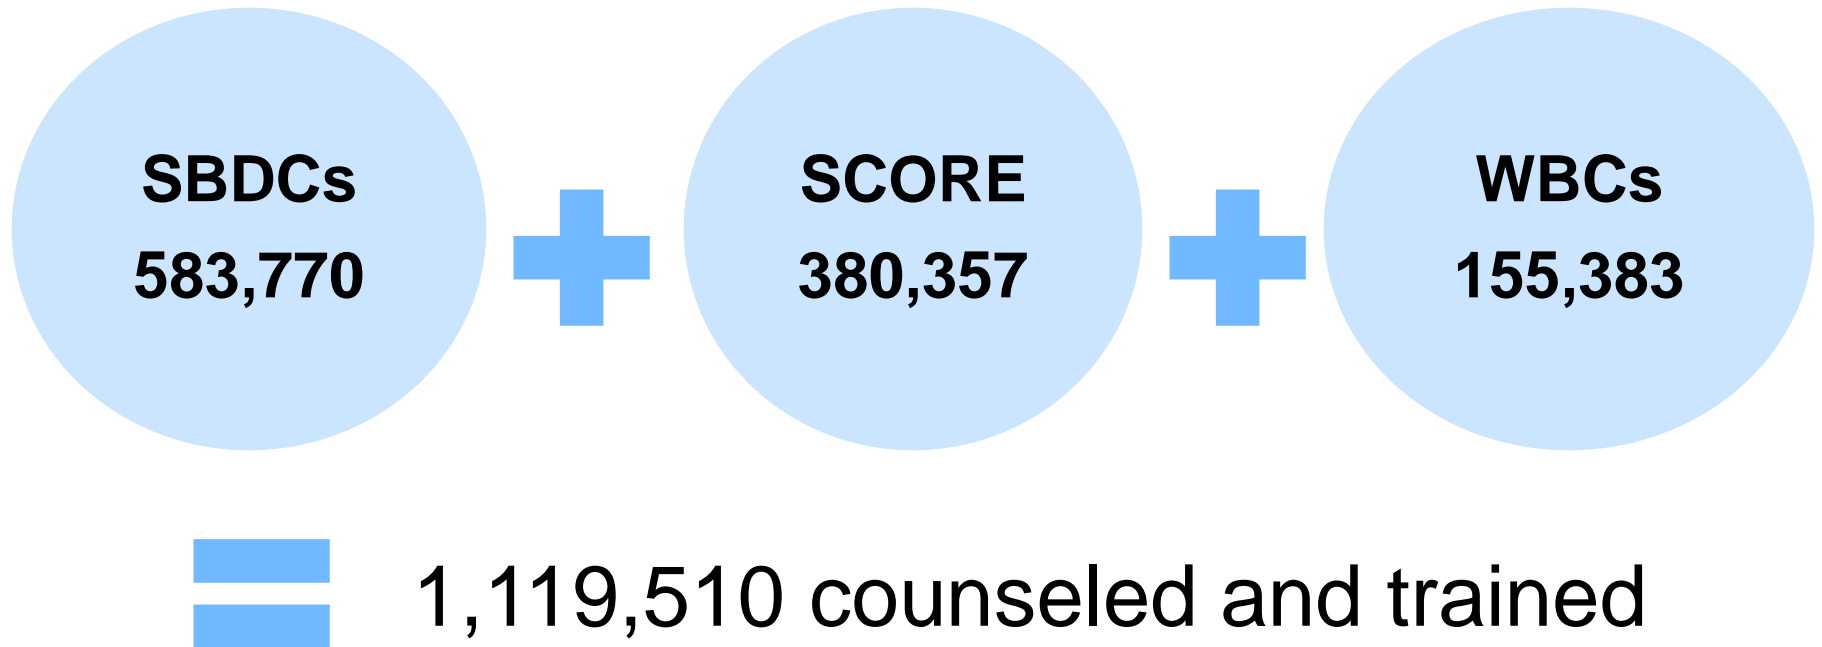 SBDCs
583,770
SCORE
380,357
WBCs
155,383
1,119,510 counseled and trained